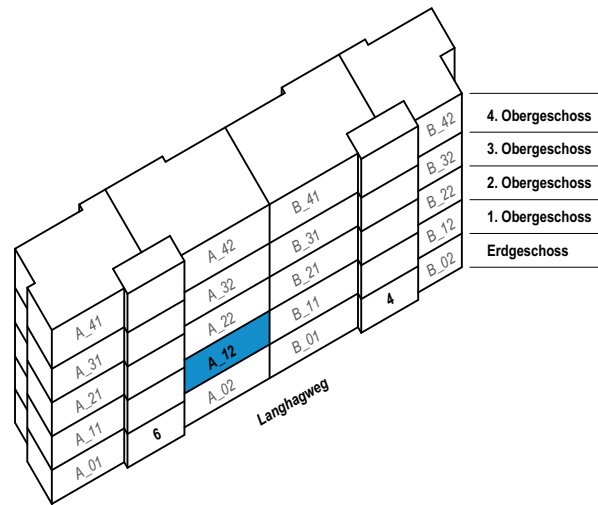 B_42
4. Obergeschoss
B_32
3. Obergeschoss
B_22
2. Obergeschoss
B_12
1. Obergeschoss
B_02
Erdgeschoss
B_41
B_31
B_21
B_11
B_01
4
A_42
A_32
A_22
A_12
A_02
Langhagweg
A_41
A_31
A_21
A_11
A_01
6